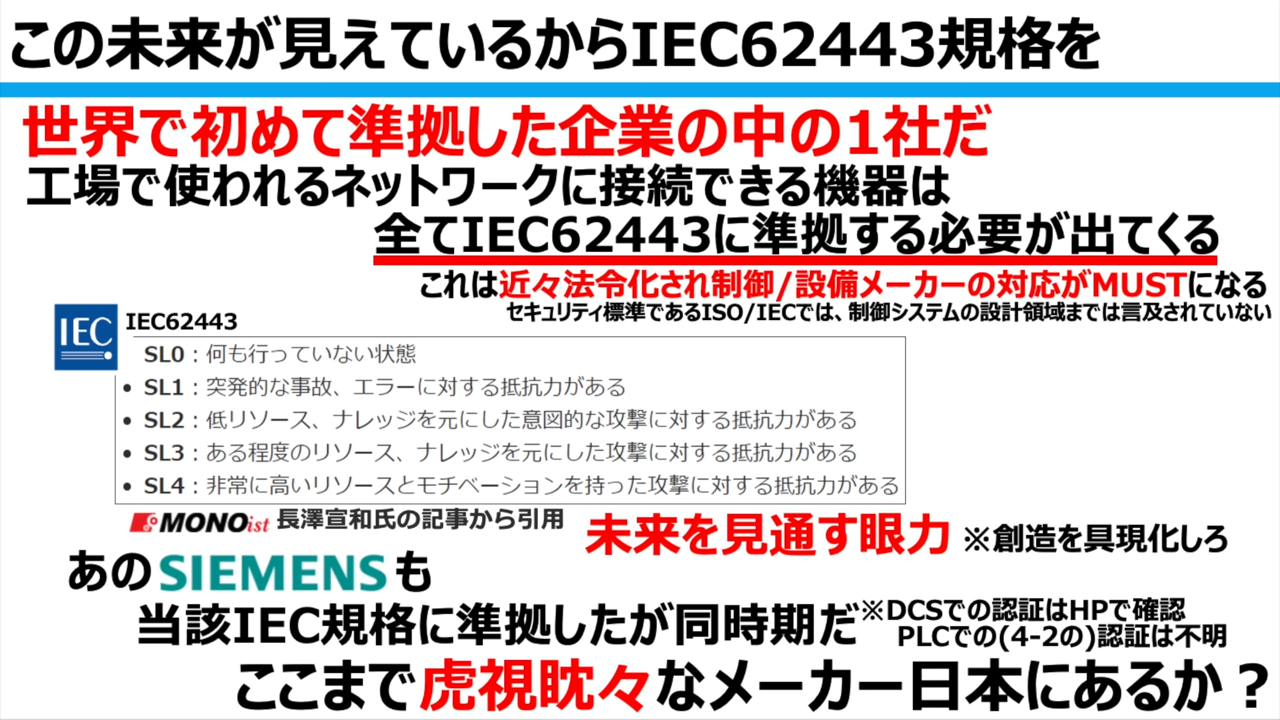 この未来が見えているからIEC62443規格を
世界で初めて準拠した企業の中の1社だ
工場で使われるネットワークに接続できる機器は
全てIEC62443に準拠する必要が出てくる
これは近々法令化され制御/設備メーカーの対応がMUSTになる
セキュリティ標準であるISO/IECでは、制御システムの設計領域までは言及されていない
IEC
IEC62443
SL0：何も行っていない状態
• SL1：突発的な事故、エラーに対する抵抗力がある
• SL2：低リソース、ナレッジを元にした意図的な攻撃に対する抵抗力がある
• SL3：ある程度のリソース、ナレッジを元にした攻撃に対する抵抗力がある
• SL4：非常に高いリソースとモチベーションを持った攻撃に対する抵抗力がある
MONOist 長澤宣和氏の記事から引用
未来を見通す眼力 ※創造を具現化しろ
あのSIEMENSも
当該IEC規格に準拠したが同時期だ
※DCSでの認証はHPで確認
PLCでの(4-2の)認証は不明
ここまで虎視眈々なメーカー日本にあるか？